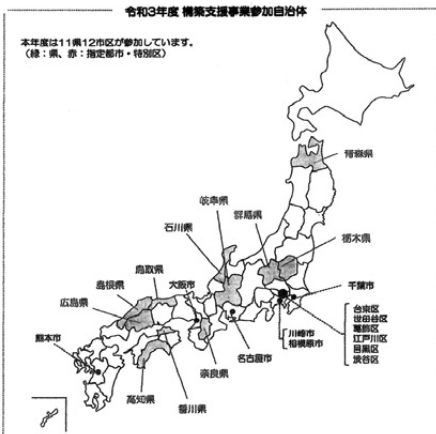 令和3年度 構築支援事業参加自治体
本年度は11県12市区が参加しています。
（緑：県、赤：指定都市・特別区）
青森県
岐阜県
群馬県
石川県
栃木県
鳥取県
島根県
大阪市
千葉市
広島県
台東区
世田谷区
葛飾区
江戸川区
目黒区
渋谷区
川崎市
相模原市
熊本市
名古屋市
奈良県
高知県
香川県